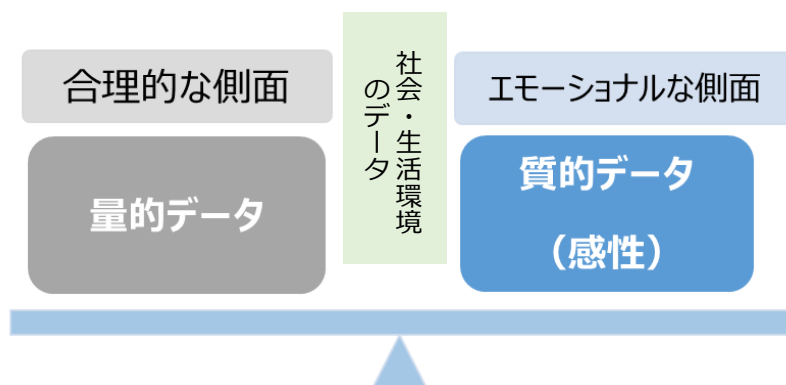 合理的な側面
量的データ
社会・生活環境
のデータ
エモーショナルな側面
質的データ
（感性）